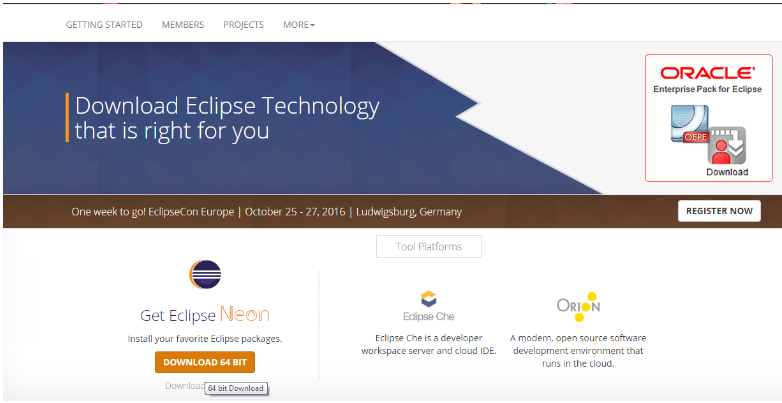 GETTING STARTED MEMBERS PROJECTS MORE
Download Eclipse Technology
that is right for you
ORACLE
Enterprise Pack for Eclipse
OEPE
Download
One week to go! EclipseCon Europe | October 25 - 27, 2016 | Ludwigsburg, Germany
REGISTER NOW
Tool Platforms
Get Eclipse Neon
Install your favorite Eclipse packages.
DOWNLOAD 64 BIT
Download
64 bit Download
Eclipse Che
Eclipse Che is a developer
workspace server and cloud IDE.
ORION
A modern, open source software
development environment that
runs in the cloud.